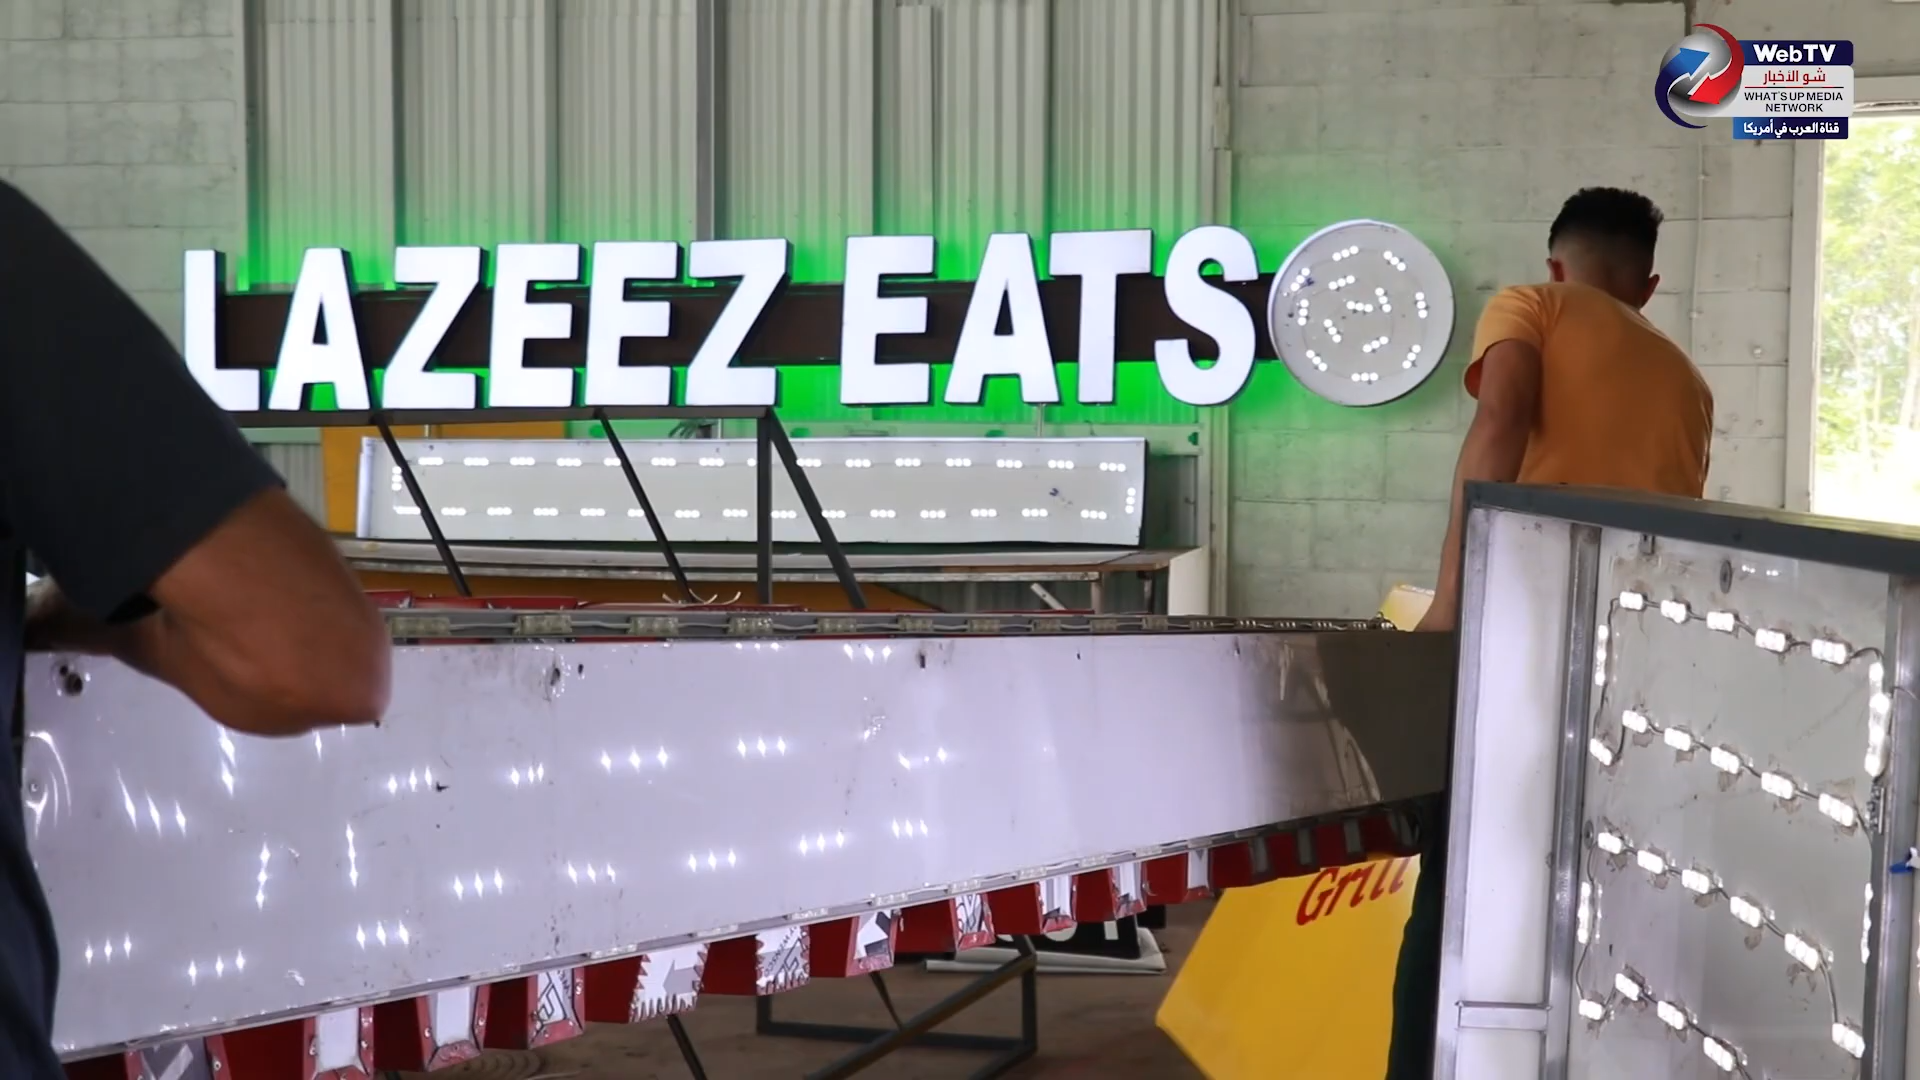 WebTV
شو الأخبار
WHAT'S UP MEDIA
NETWORK
قناة العرب في أمريكا
LAZEEZ EATS
Grill